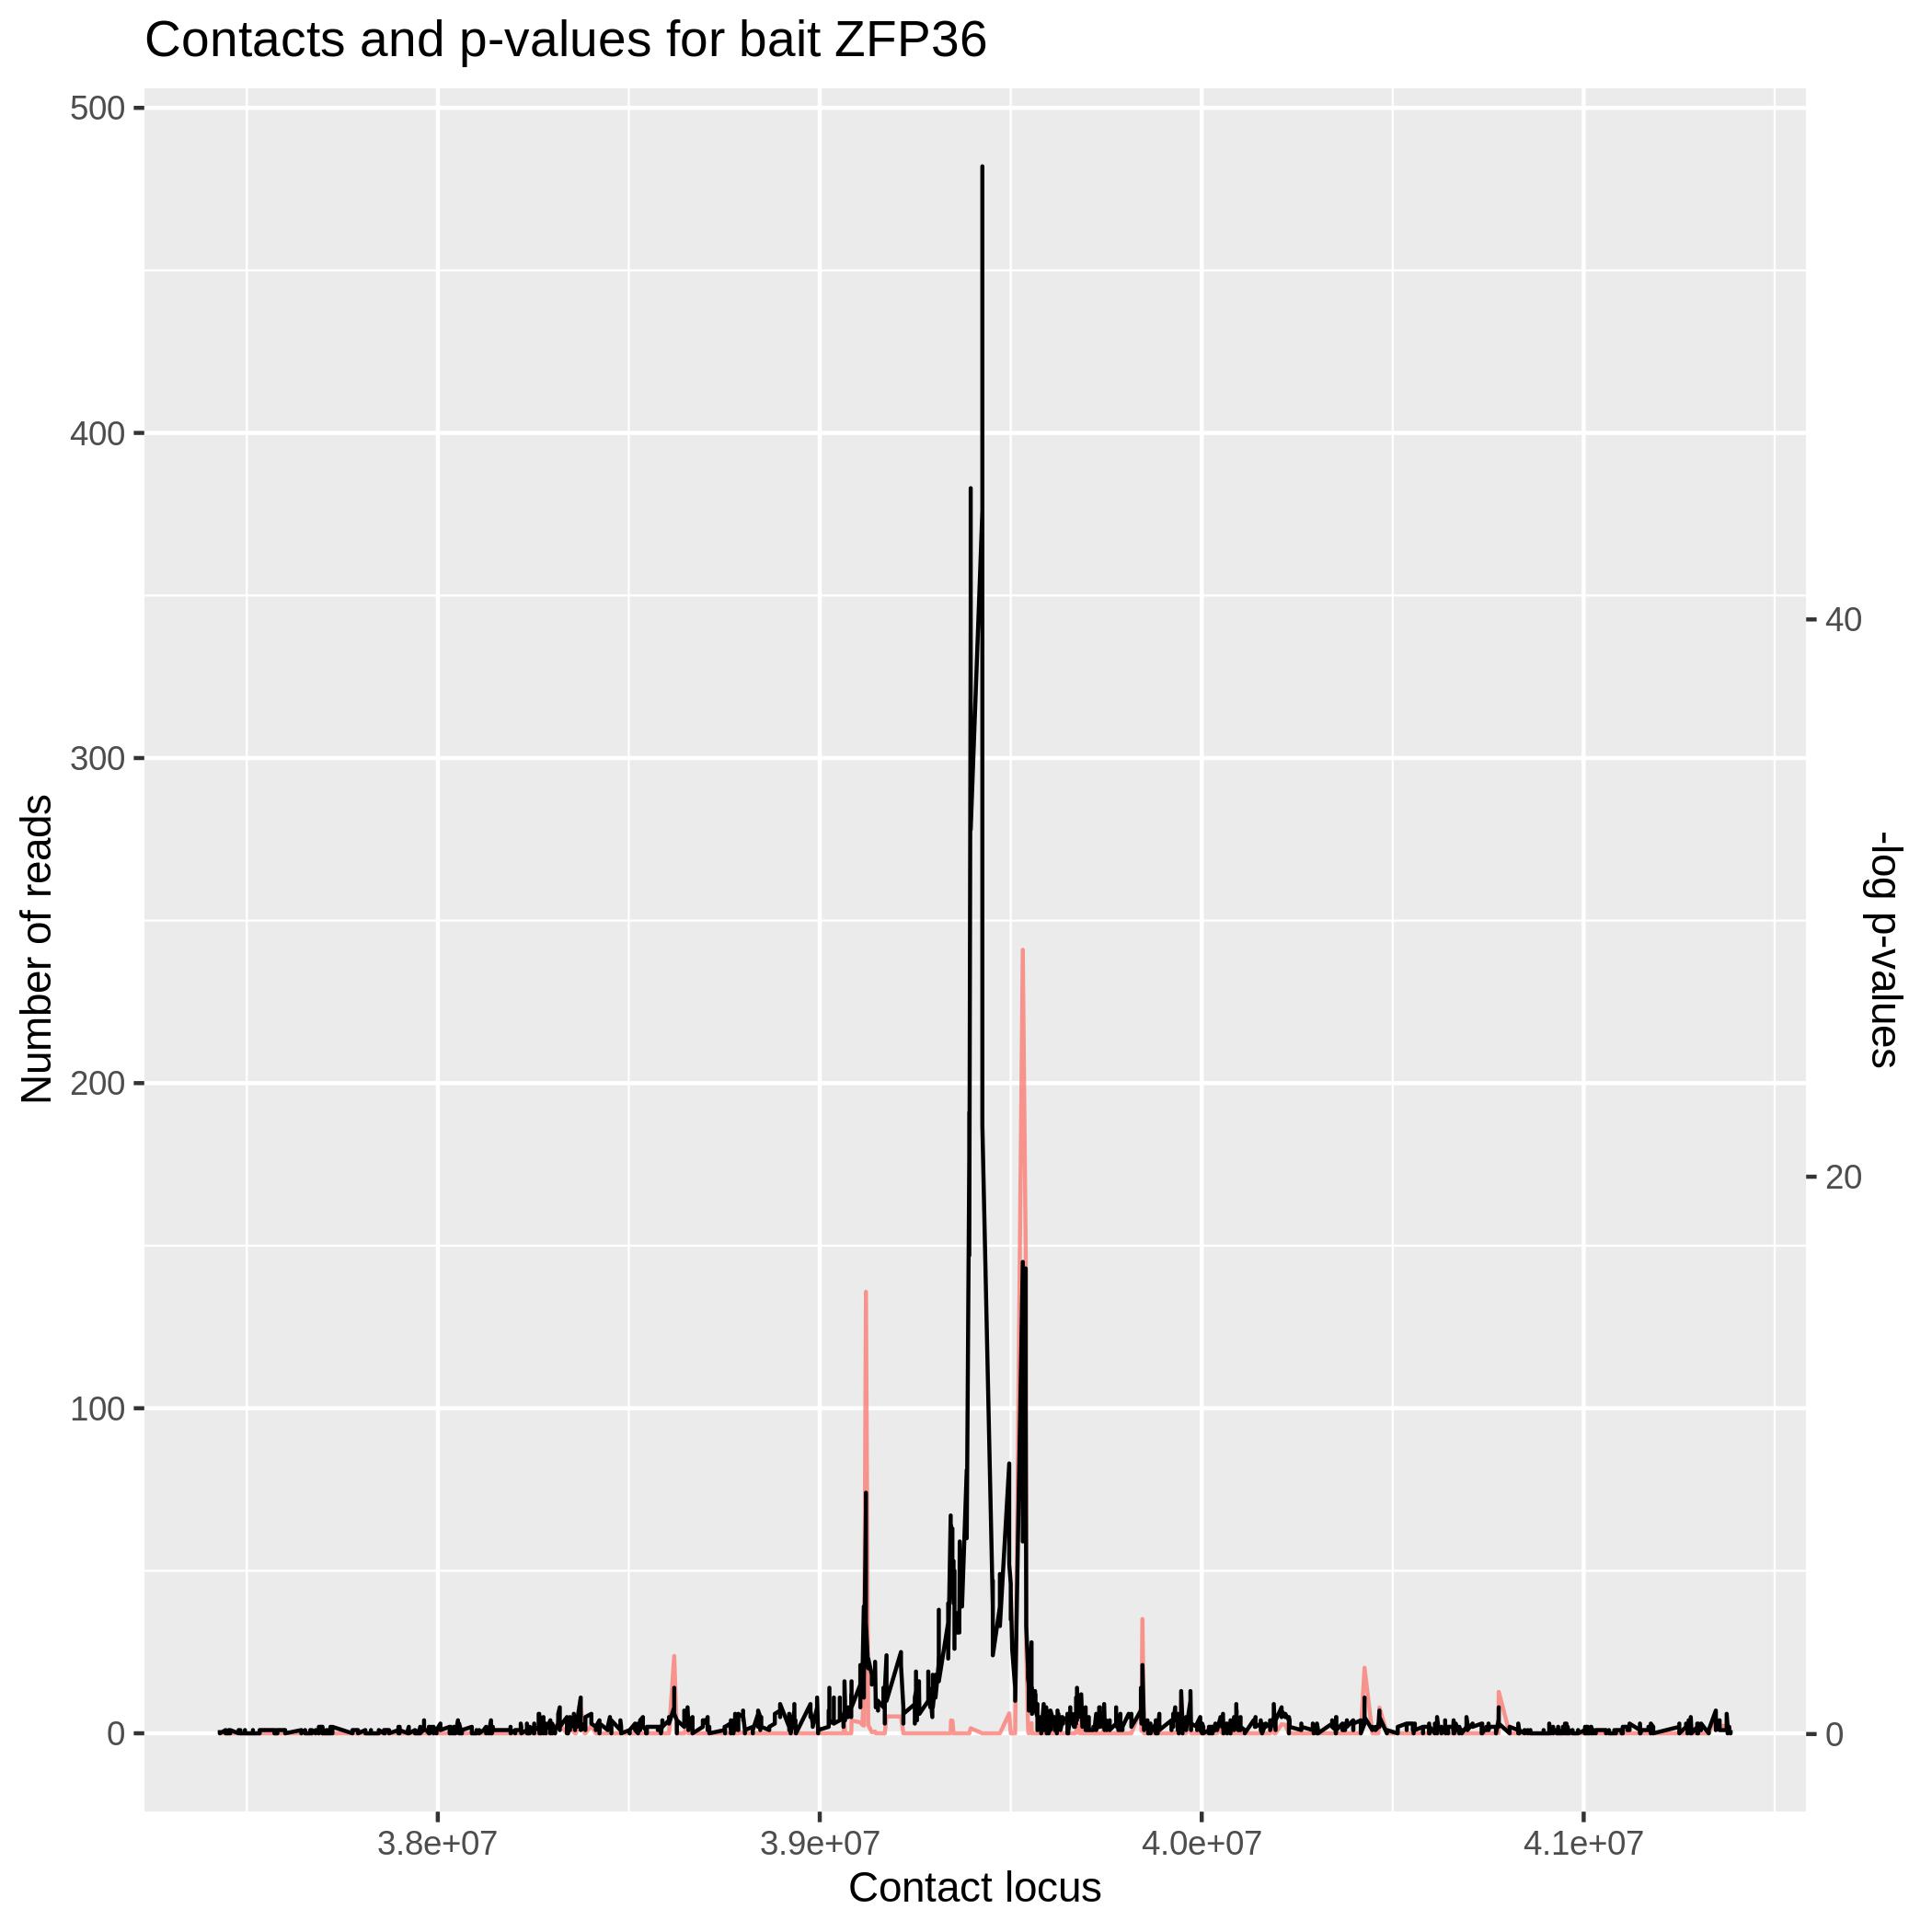 Contacts and p-values for bait ZFP36
500
400
300
200
100
0
Number of reads
40
20
0
-log p-values
3.8e+07
3.9e+07
4.0e+07
4.1e+07
Contact locus